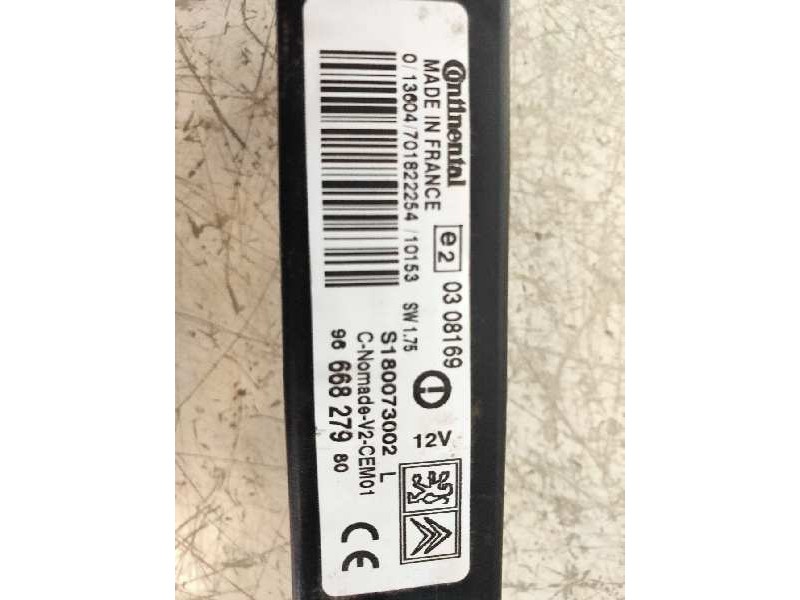 Continental
MADE IN FRANCE
0/13604/701822254/10153
e2
03 08169
SW 1.75
12V
S180073002 L
C-Nomade-V2-CEM01
96 668 279 80
CE